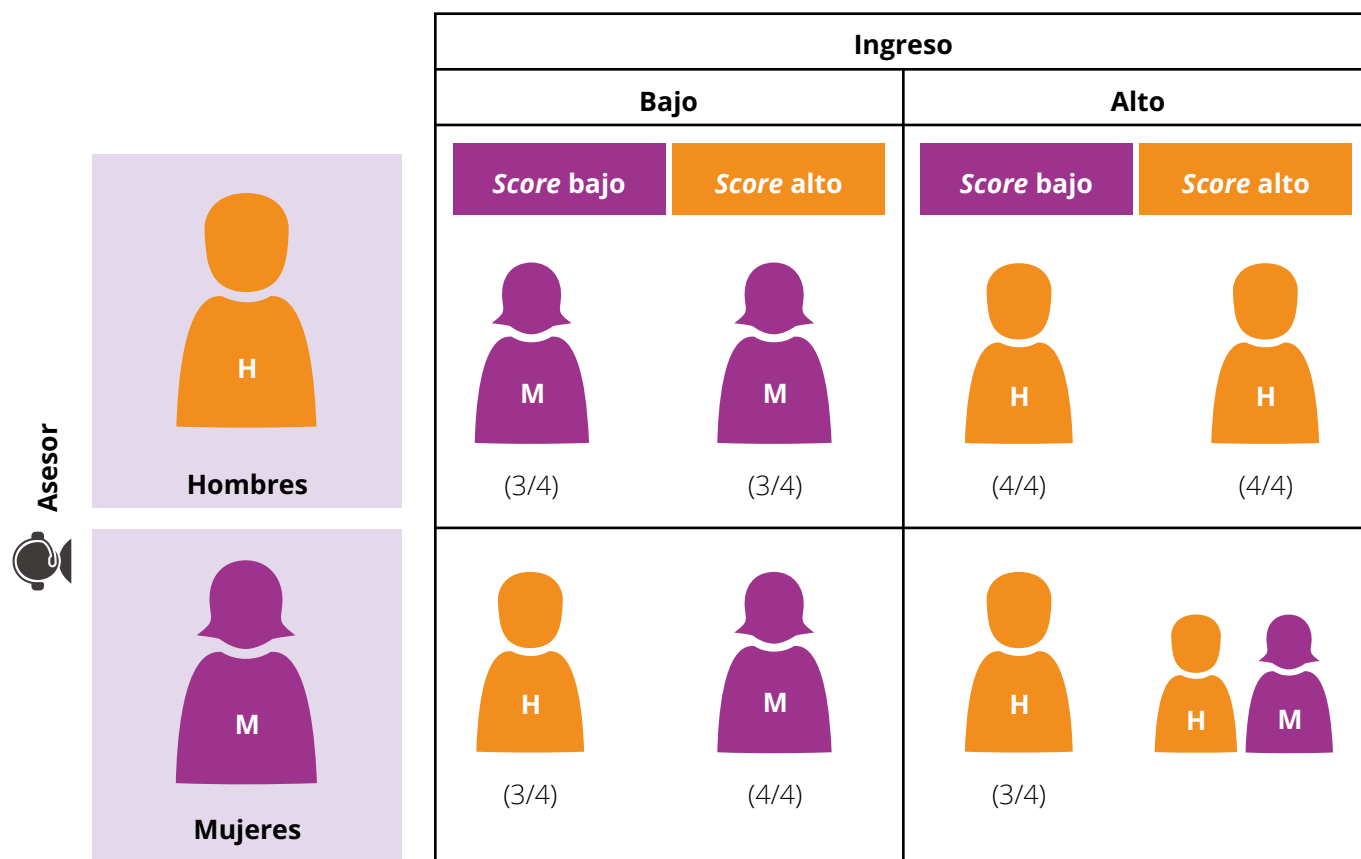 Ingreso
Bajo Alto
Score bajo Score alto Score bajo Score alto
H M M H H
Asesor
Hombres (3/4) (3/4) (4/4) (4/4)
M H M H H M
(3/4) (4/4) (3/4)
Mujeres